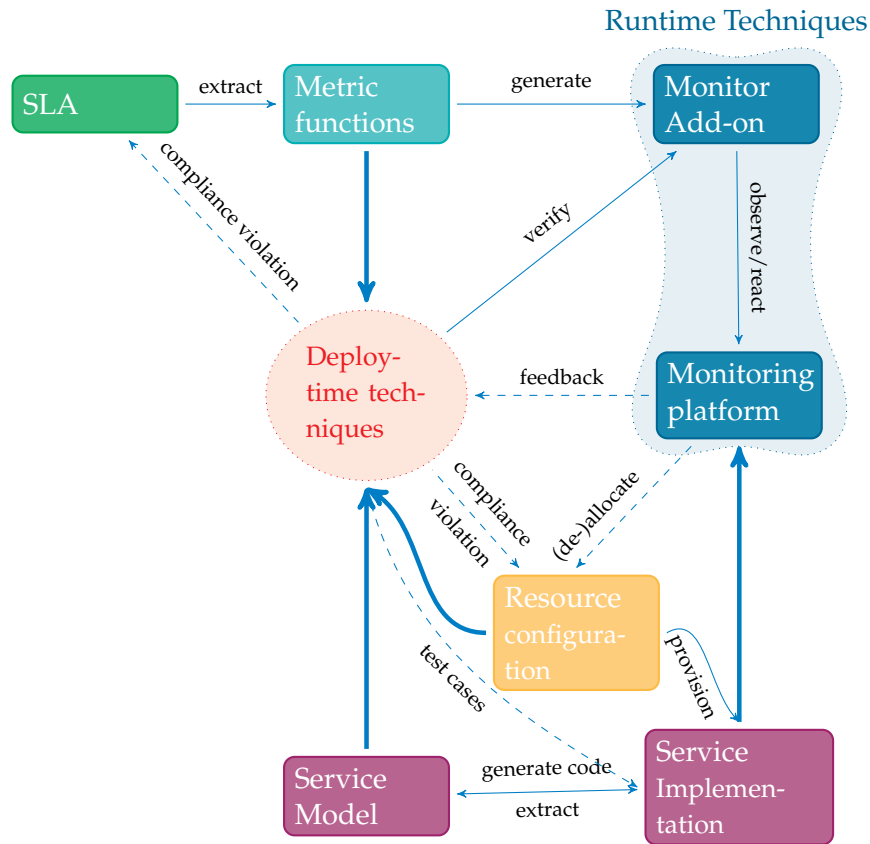 Runtime Techniques
SLA
extract
Metric
functions
generate
Monitor
Add-on
compliance violation
verify
observe/react
Deploy-
time tech-
niques
feedback
Monitoring
platform
compliance
violation
(de-)allocate
Resource
configura-
tion
provision
test cases
Service
Model
generate code
extract
Service
Implemen-
tation